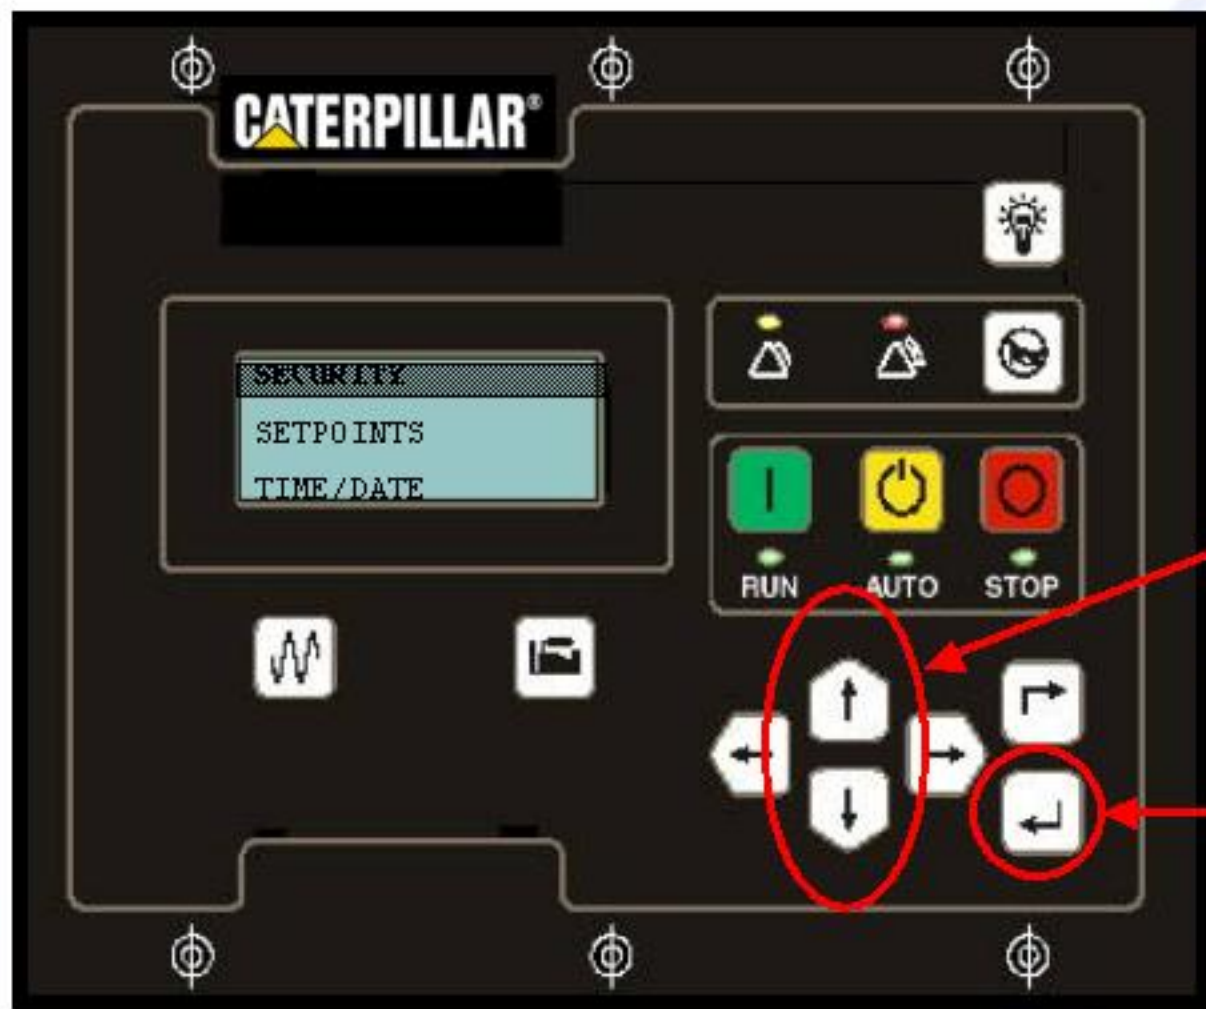 CATERPILLAR®
SECURITY
SETPOINTS
TIME/DATE
RUN AUTO STOP